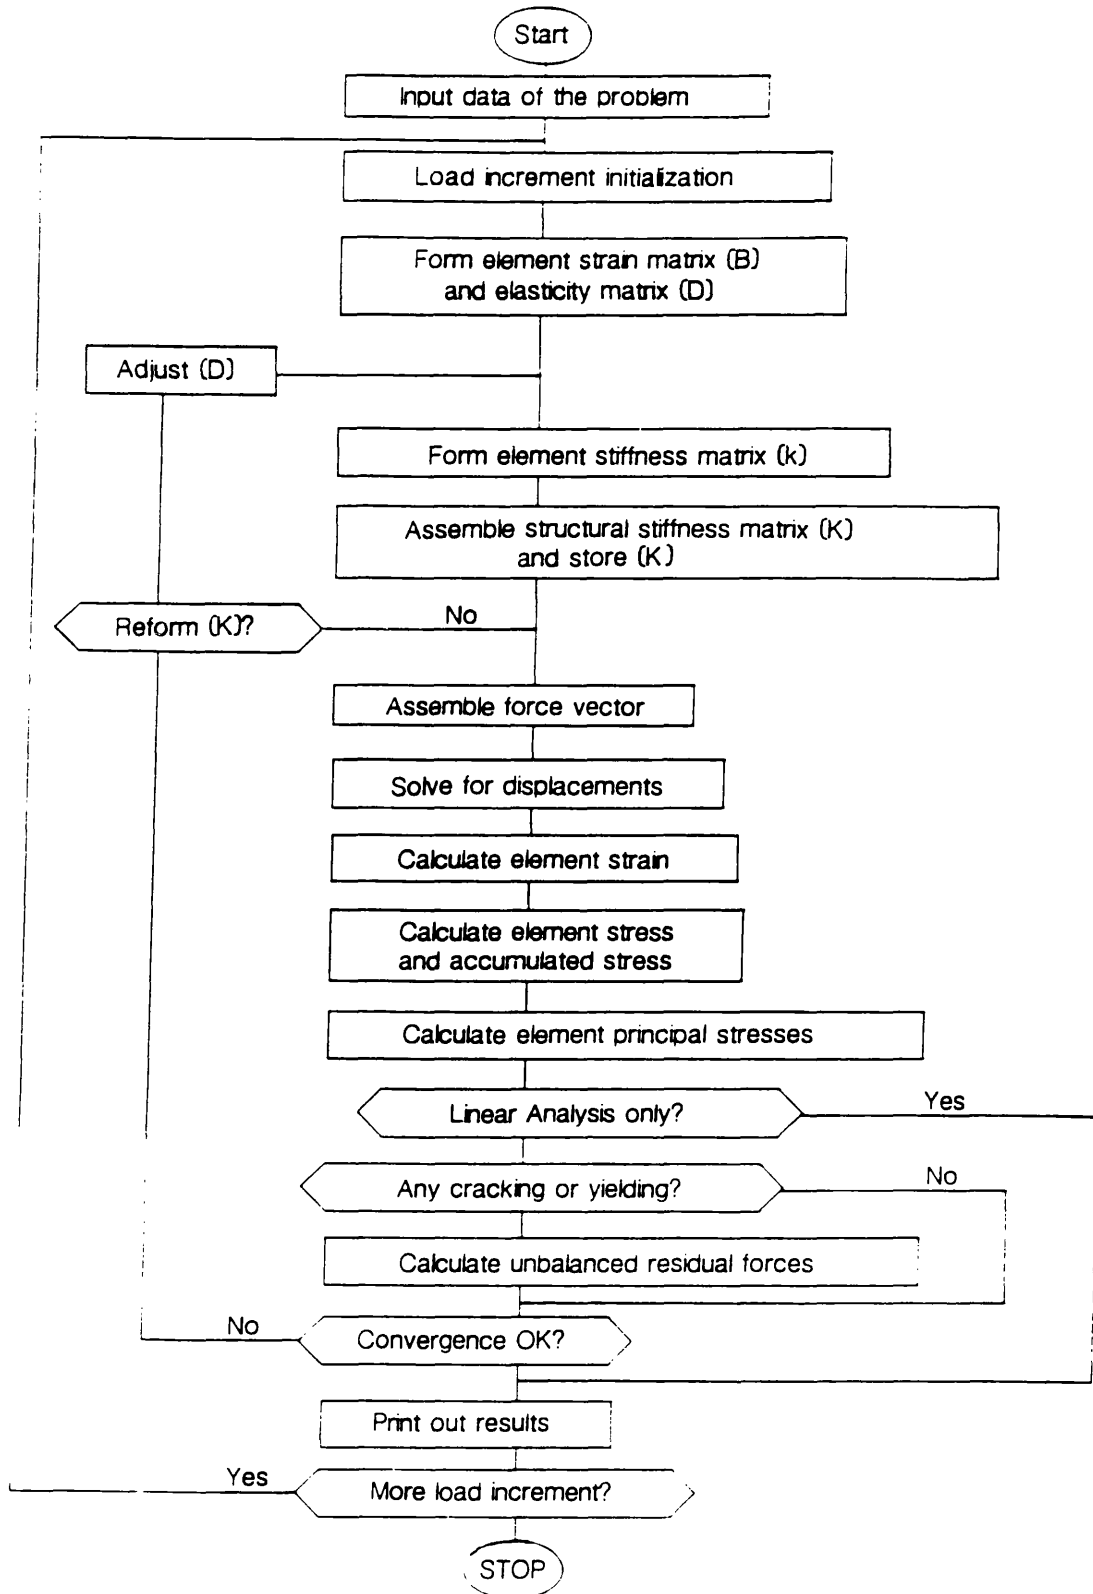 Start
Input data of the problem
Load increment initialization
Form element strain matrix (B)
and elasticity matrix (D)
Adjust (D)
Form element stiffness matrix (k)
Assemble structural stiffness matrix (K)
and store (K)
Reform (K)?
No
Assemble force vector
Solve for displacements
Calculate element strain
Calculate element stress
and accumulated stress
Calculate element principal stresses
Linear Analysis only?
Yes
Any cracking or yielding?
No
Calculate unbalanced residual forces
No
Convergence OK?
Print out results
Yes
More load increment?
STOP